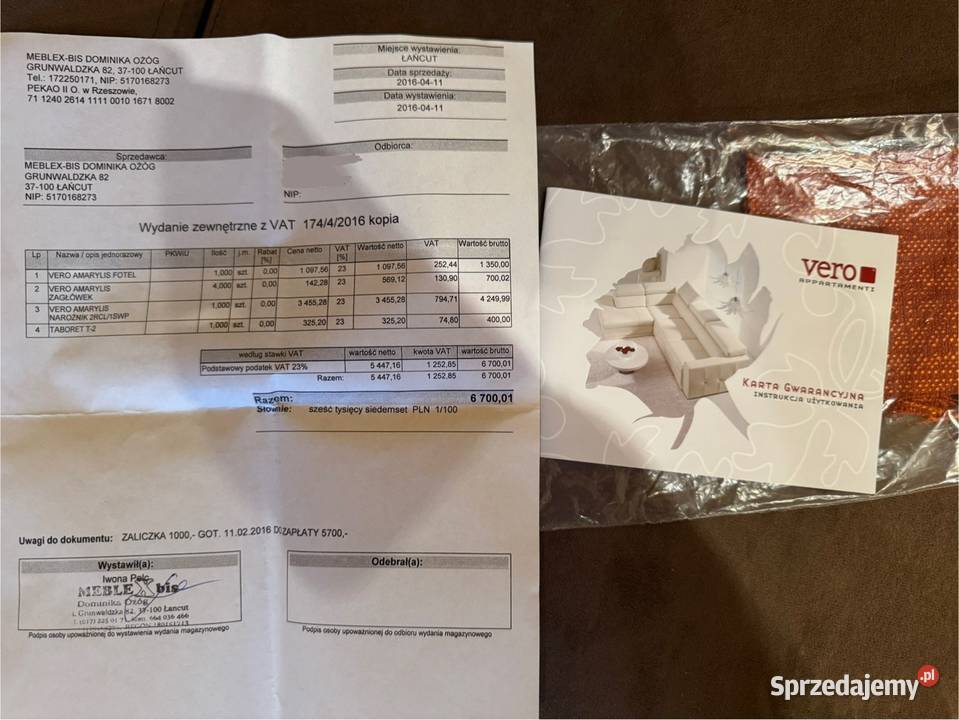 MEBLEX-BIS DOMINIKA OŻÓG
GRUNWALDZKA 82, 37-100 ŁAŃCUT
Tel.: 172250171, NIP: 5170168273
PEKAO II O. w Rzeszowie,
71 1240 2614 1111 0010 1671 8002
Miejsce wystawienia:
ŁAŃCUT
Data sprzedaży:
2016-04-11
Data wystawienia:
2016-04-11
Sprzedawca:
MEBLEX-BIS DOMINIKA OŻÓG
GRUNWALDZKA 82
37-100 ŁAŃCUT
NIP: 5170168273
Odbiorca:
NIP:
Wydanie zewnętrzne z VAT 174/4/2016 kopia
Lp Nazwa / opis jednorazowy PKWiU Ilość j.m. Rabat [%] Cena netto VAT [%] Wartość netto VAT Wartość brutto
1 VERO AMARYLIS FOTEL 1,000 szt. 0,00 1 097,56 23 1 097,56 252,44 1 350,00
2 VERO AMARYLIS ZAGŁÓWEK 4,000 szt. 0,00 142,28 23 569,12 130,90 700,02
3 VERO AMARYLIS NAROŻNIK 2RCL/1SWP 1,000 szt. 0,00 3 455,28 23 3 455,28 794,71 4 249,99
4 TABORET T-2 1,000 szt. 0,00 325,20 23 325,20 74,80 400,00
według stawki VAT wartość netto kwota VAT wartość brutto
Podstawowy podatek VAT 23% 5 447,16 1 252,85 6 700,01
Razem: 5 447,16 1 252,85 6 700,01
Razem: 6 700,01
Słownie: sześć tysięcy siedemset PLN 1/100
Uwagi do dokumentu: ZALICZKA 1000,- GOT. 11.02.2016 DOZAPŁATY 5700,-
Wystawił(a):
Iwona Pelc
MEBLEX bis
Dominika Ożóg
Grunwaldzka 82, 37-100 Łańcut
664 036 466
Podpis osoby upoważnionej do wystawienia wydania magazynowego
Odebrał(a):
Podpis osoby upoważnionej do odbioru wydania magazynowego
vero
APPARTAMENTI
KARTA GWARANCYJNA
INSTRUKCJA UŻYTKOWANIA
Sprzedajemy.pl